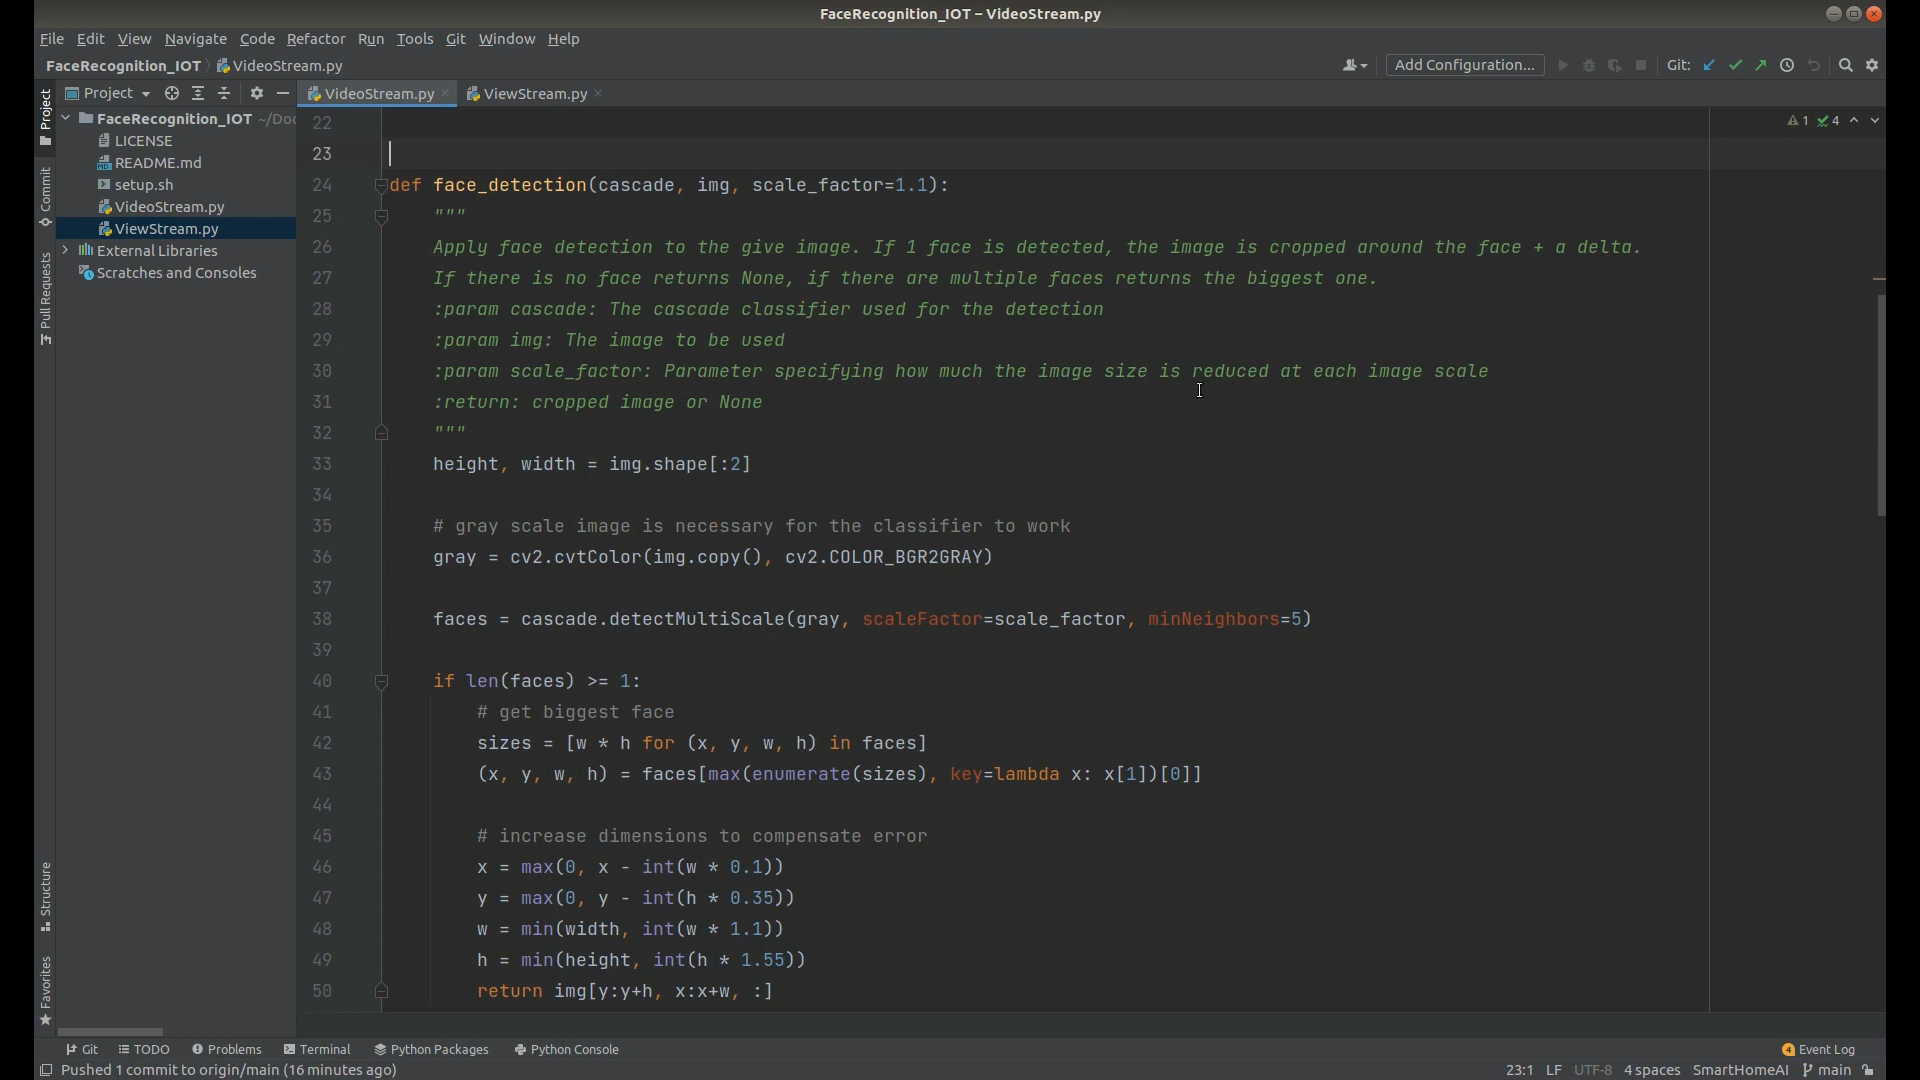 FaceRecognition_IOT – VideoStream.py
File Edit View Navigate Code Refactor Run Tools Git Window Help
FaceRecognition_IOT VideoStream.py
Add Configuration... Git:
Project
VideoStream.py ViewStream.py
FaceRecognition_IOT ~/Doc
LICENSE
README.md
setup.sh
VideoStream.py
ViewStream.py
External Libraries
Scratches and Consoles
Project
Commit
Pull Requests
Structure
Favorites
1 4
22
23
24 def face_detection(cascade, img, scale_factor=1.1):
25 """
26 Apply face detection to the give image. If 1 face is detected, the image is cropped around the face + a delta.
27 If there is no face returns None, if there are multiple faces returns the biggest one.
28 :param cascade: The cascade classifier used for the detection
29 :param img: The image to be used
30 :param scale_factor: Parameter specifying how much the image size is reduced at each image scale
31 :return: cropped image or None
32 """
33 height, width = img.shape[:2]
34
35 # gray scale image is necessary for the classifier to work
36 gray = cv2.cvtColor(img.copy(), cv2.COLOR_BGR2GRAY)
37
38 faces = cascade.detectMultiScale(gray, scaleFactor=scale_factor, minNeighbors=5)
39
40 if len(faces) >= 1:
41 # get biggest face
42 sizes = [w * h for (x, y, w, h) in faces]
43 (x, y, w, h) = faces[max(enumerate(sizes), key=lambda x: x[1])[0]]
44
45 # increase dimensions to compensate error
46 x = max(0, x - int(w * 0.1))
47 y = max(0, y - int(h * 0.35))
48 w = min(width, int(w * 1.1))
49 h = min(height, int(h * 1.55))
50 return img[y:y+h, x:x+w, :]
Git TODO Problems Terminal Python Packages Python Console 4 Event Log
Pushed 1 commit to origin/main (16 minutes ago) 23:1 LF UTF-8 4 spaces SmartHomeAI main